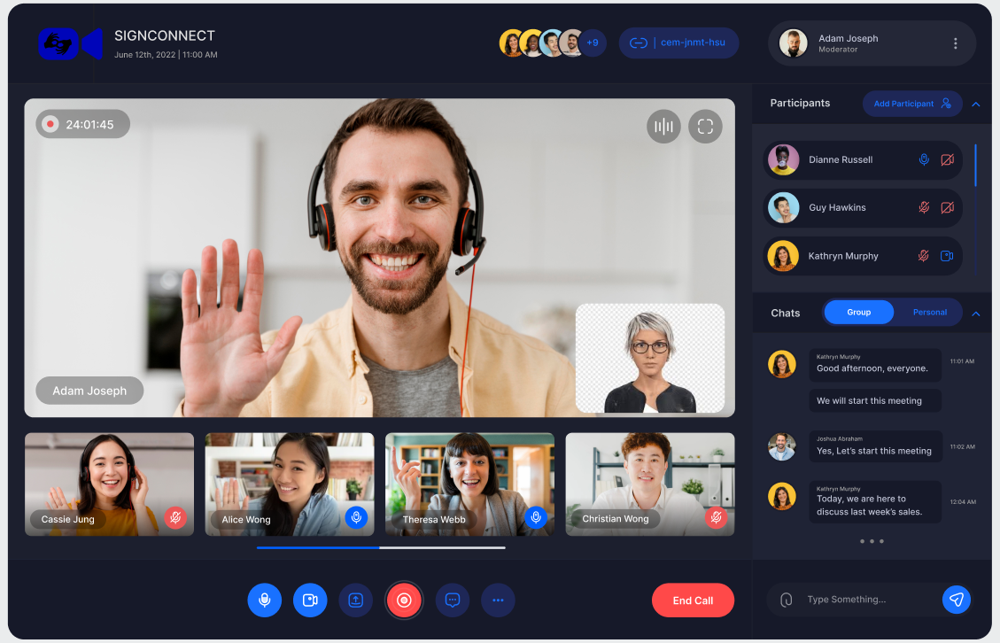 SIGNCONNECT
June 12th, 2022 | 11:00 AM
+9
cem-jnmt-hsu
Adam Joseph
Moderator
24:01:45
Adam Joseph
Cassie Jung
Alice Wong
Theresa Webb
Christian Wong
End Call
Participants
Add Participant
Dianne Russell
Guy Hawkins
Kathryn Murphy
Chats
Group
Personal
Kathryn Murphy
Good afternoon, everyone.
11:01 AM
We will start this meeting
Joshua Abraham
Yes, Let's start this meeting
11:02 AM
Kathryn Murphy
Today, we are here to
discuss last week's sales.
12:04 AM
Type Something...